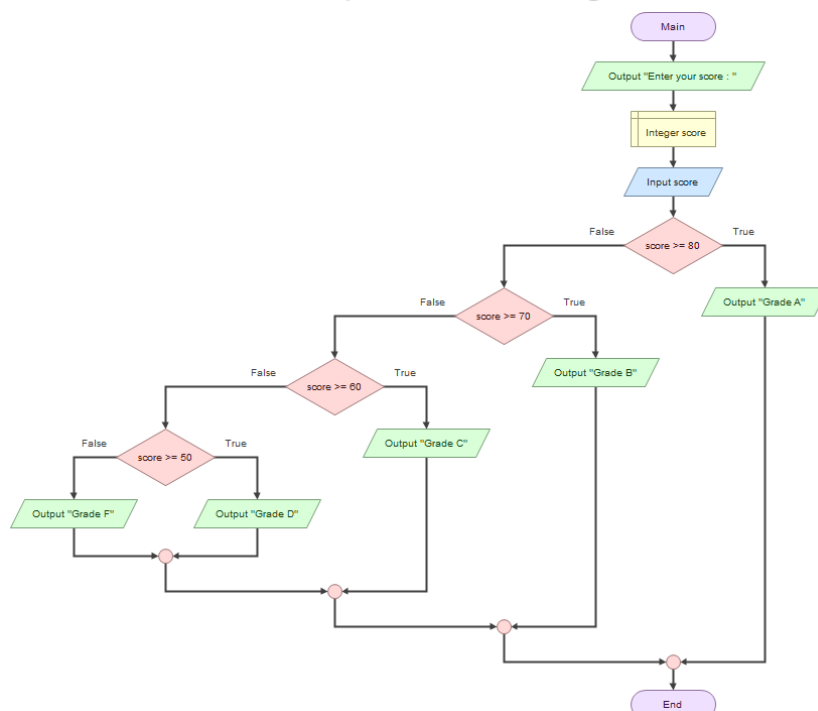 Main
Output "Enter your score : "
Integer score
Input score
False
True
score >= 80
Output "Grade A"
False
True
score >= 70
Output "Grade B"
False
True
score >= 60
Output "Grade C"
False
True
score >= 50
Output "Grade F"
Output "Grade D"
End